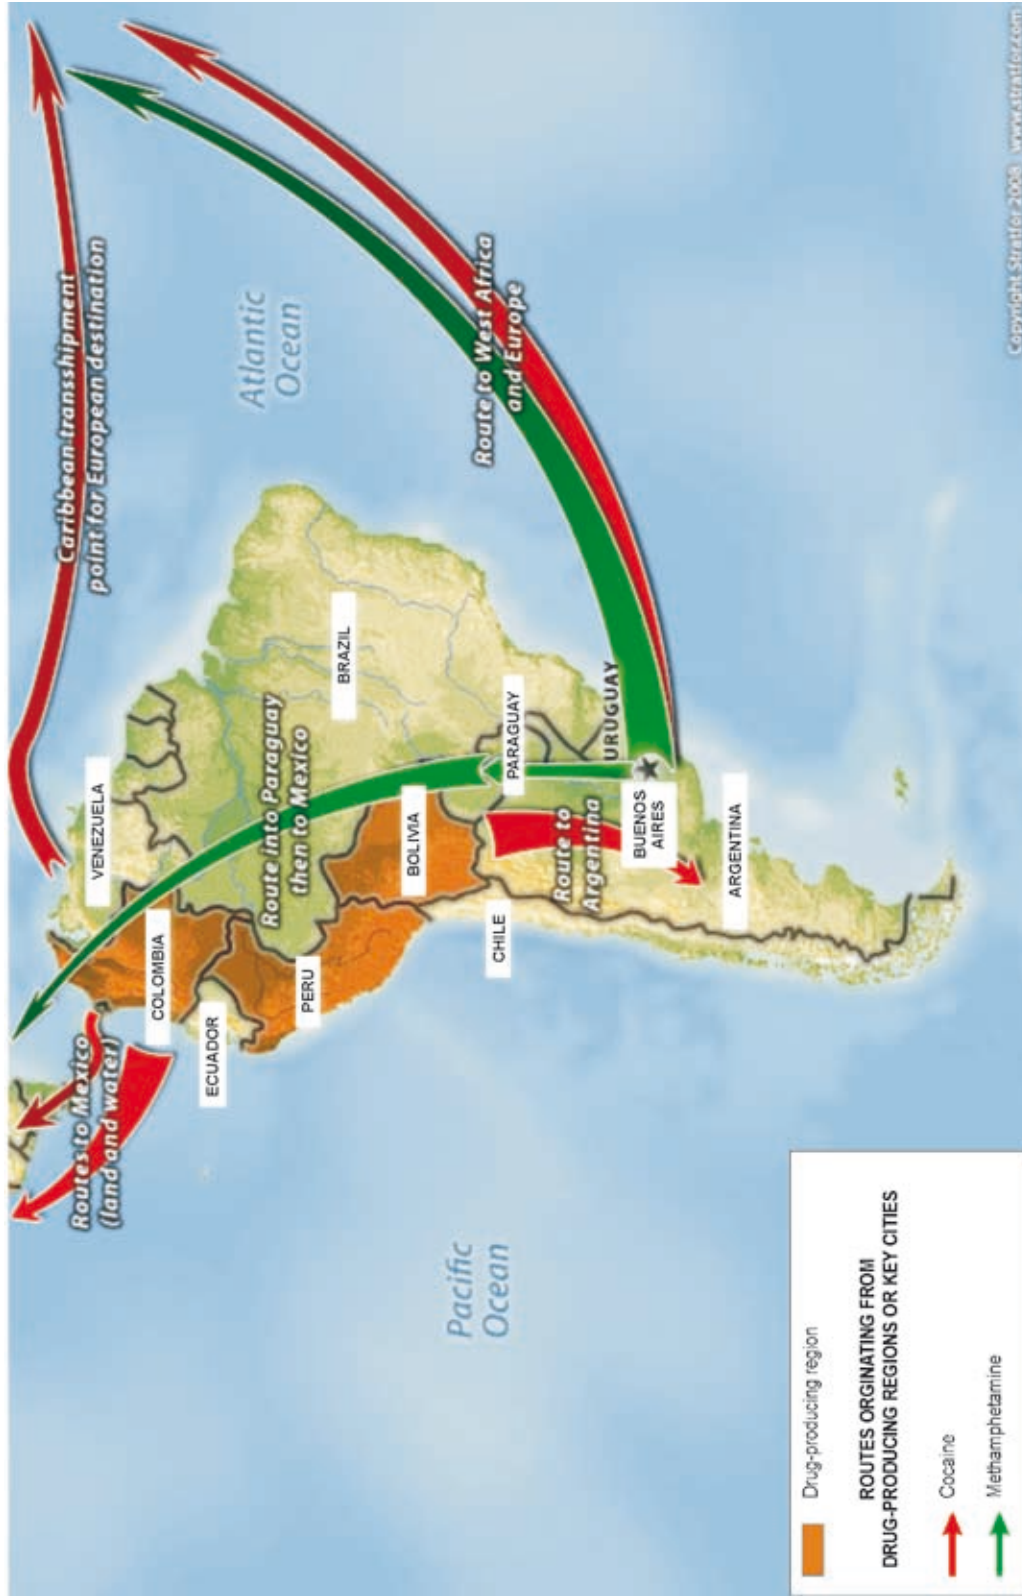 Caribbean transshipment
point for European destination
Atlantic
Ocean
Route to West Africa
and Europe
VENEZUELA
COLOMBIA
ECUADOR
PERU
BRAZIL
BOLIVIA
PARAGUAY
URUGUAY
CHILE
BUENOS
AIRES
ARGENTINA
Routes to Mexico
(land and water)
Route into Paraguay
then to Mexico
Route to
Argentina
Pacific
Ocean
Drug-producing region
ROUTES ORGINATING FROM
DRUG-PRODUCING REGIONS OR KEY CITIES
Cocaine
Methamphetamine
Copyright Stratfor 2008 www.stratfor.com